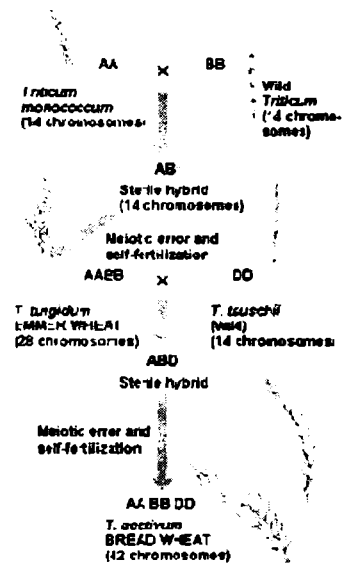 AA × BB
Triticum
monococcum
(14 chromosomes)
Wild
Triticum
(14 chromo-
somes)
AB
Sterile hybrid
(14 chromosomes)
Meiotic error and
self-fertilization
AABB × DD
T. turgidum
EMMER WHEAT
(28 chromosomes)
T. tauschii
(wild)
(14 chromosomes)
ABD
Sterile hybrid
Meiotic error and
self-fertilization
AA BB DD
T. aestivum
BREAD WHEAT
(42 chromosomes)